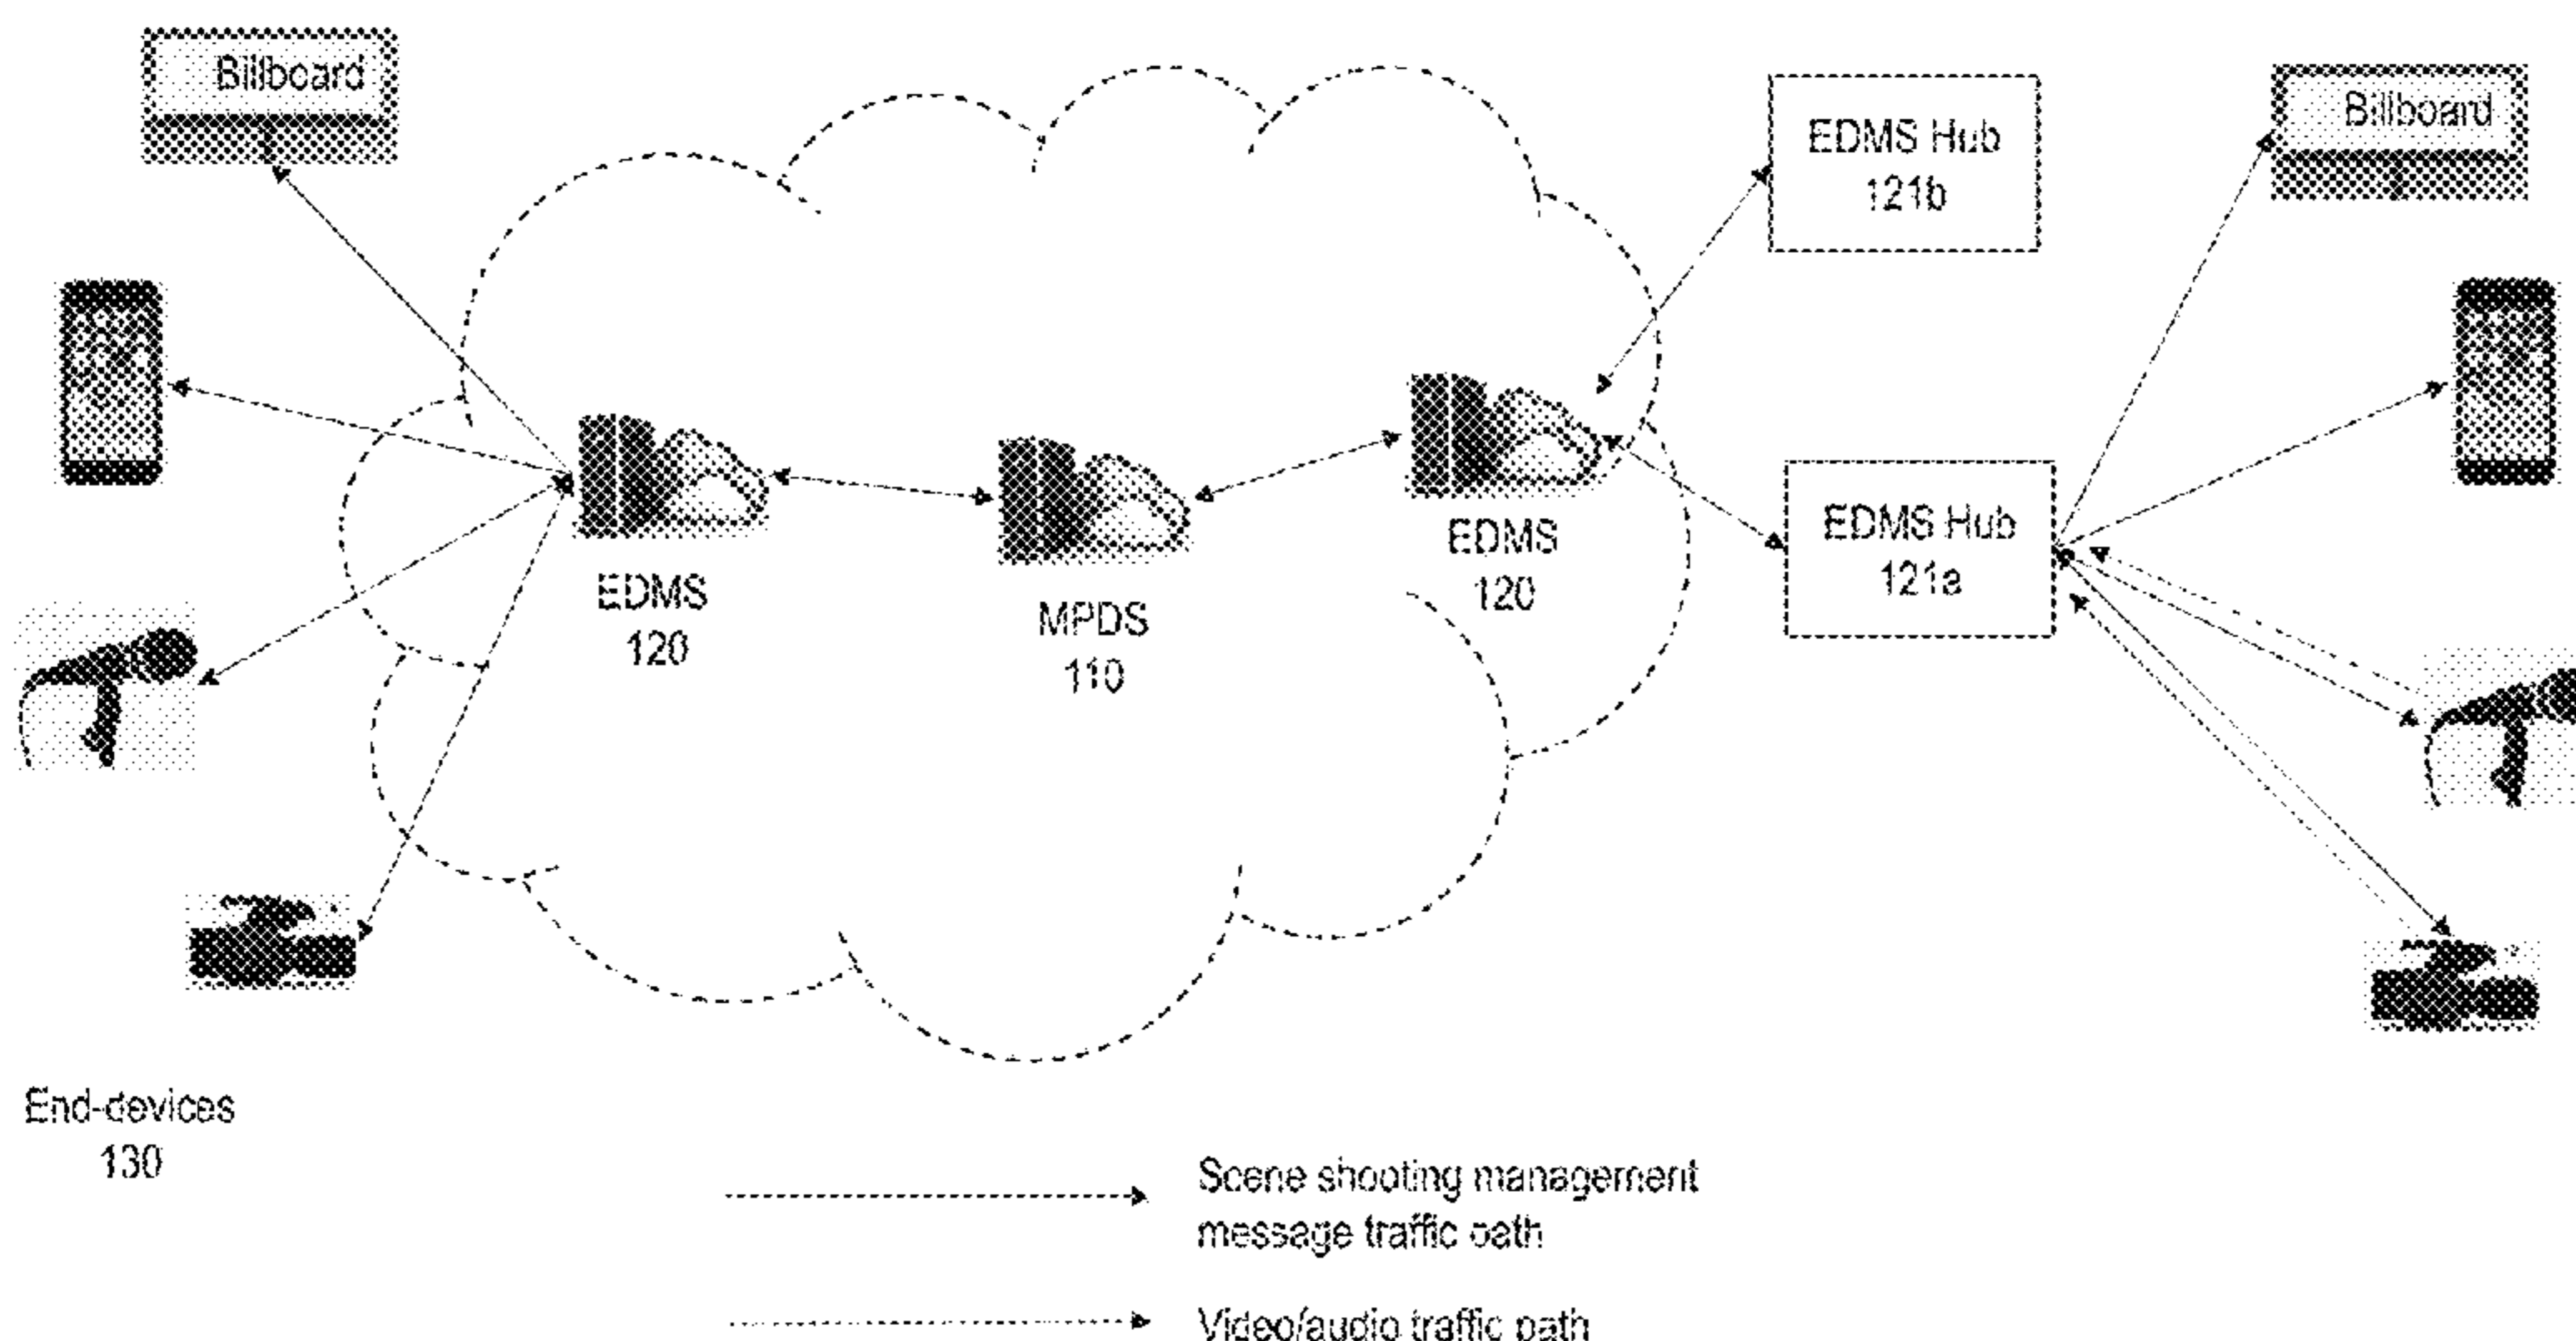 Billboard
Billboard
EDMS Hub
121b
EDMS Hub
121a
EDMS
120
MPDS
110
EDMS
120
End-devices
130
Scene shooting management
message traffic path
Video/audio traffic path